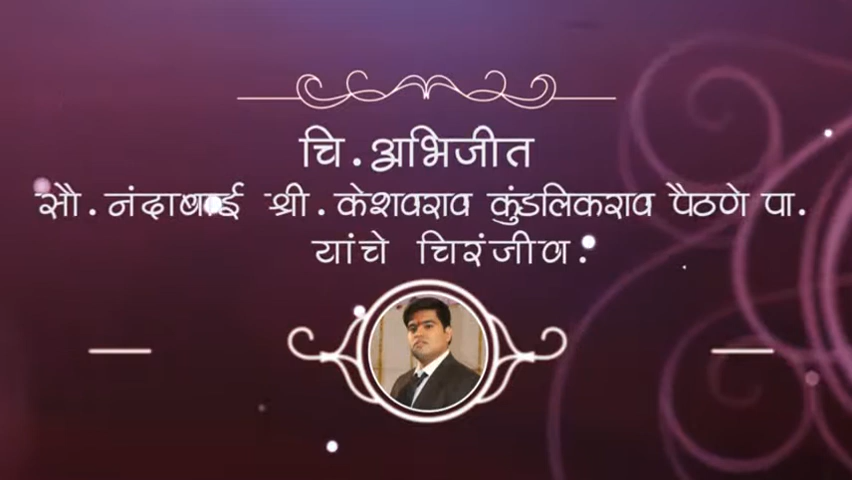 चि.अभिजीत
सौ.नंदाबाई श्री.केशवराव कुंडलिकराव पैठणे पा.
यांचे चिरंजीव.